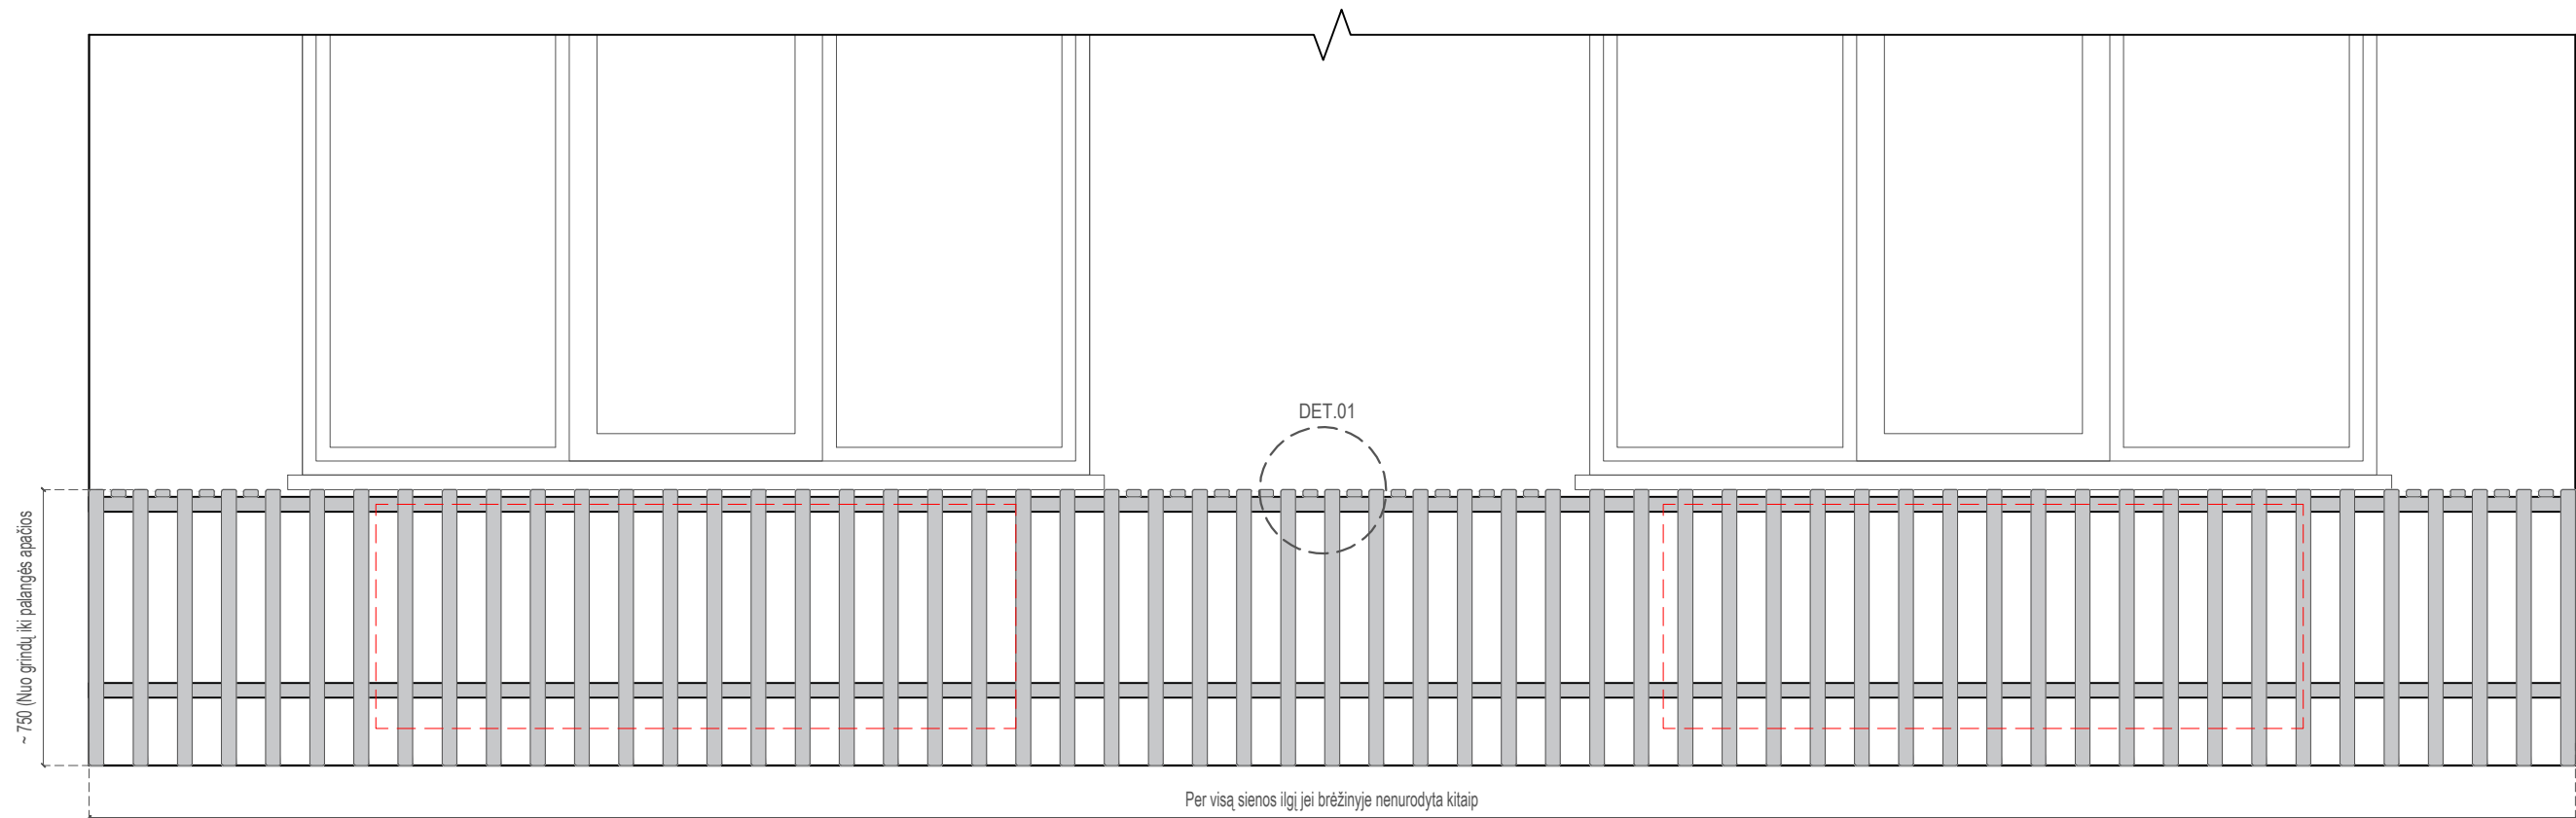 DET.01
~ 750 (Nuo grindų iki palangės apačios
Per visą sienos ilgį jei brėžinyje nenurodyta kitaip